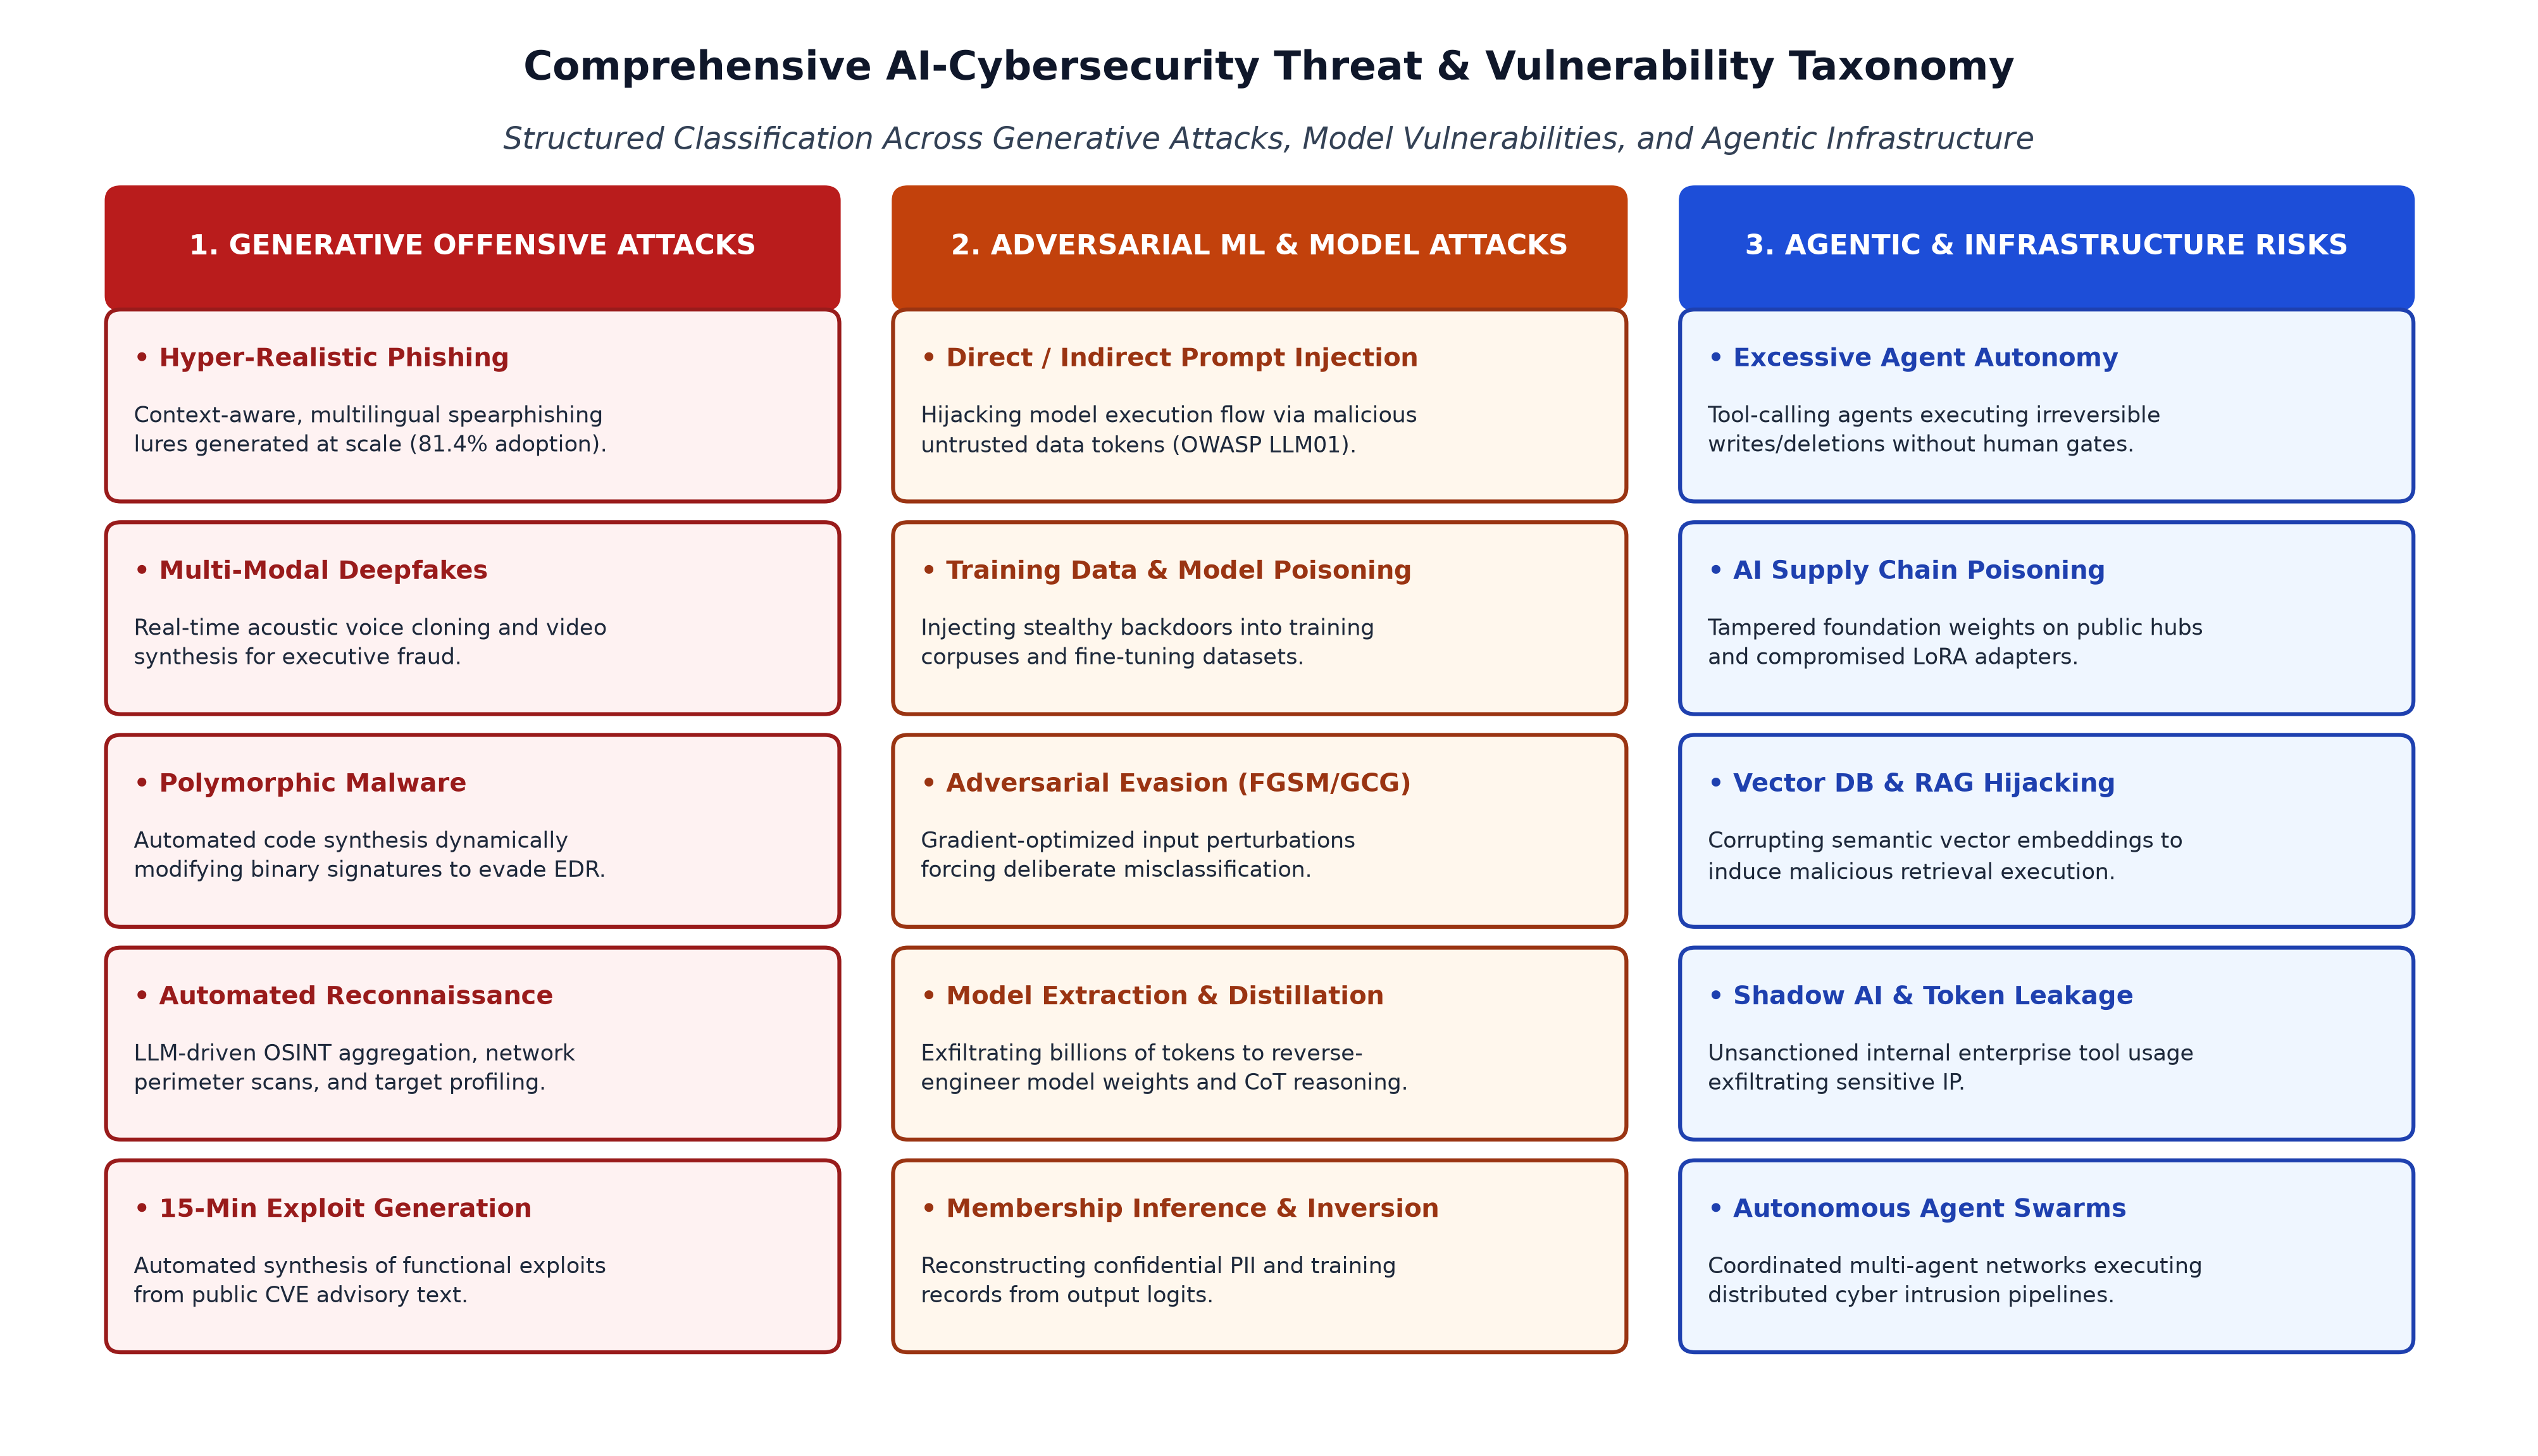 Comprehensive AI-Cybersecurity Threat & Vulnerability Taxonomy
Structured Classification Across Generative Attacks, Model Vulnerabilities, and Agentic Infrastructure
1. GENERATIVE OFFENSIVE ATTACKS
• Hyper-Realistic Phishing
Context-aware, multilingual spearphishing
lures generated at scale (81.4% adoption).
• Multi-Modal Deepfakes
Real-time acoustic voice cloning and video
synthesis for executive fraud.
• Polymorphic Malware
Automated code synthesis dynamically
modifying binary signatures to evade EDR.
• Automated Reconnaissance
LLM-driven OSINT aggregation, network
perimeter scans, and target profiling.
• 15-Min Exploit Generation
Automated synthesis of functional exploits
from public CVE advisory text.
2. ADVERSARIAL ML & MODEL ATTACKS
• Direct / Indirect Prompt Injection
Hijacking model execution flow via malicious
untrusted data tokens (OWASP LLM01).
• Training Data & Model Poisoning
Injecting stealthy backdoors into training
corpuses and fine-tuning datasets.
• Adversarial Evasion (FGSM/GCG)
Gradient-optimized input perturbations
forcing deliberate misclassification.
• Model Extraction & Distillation
Exfiltrating billions of tokens to reverse-
engineer model weights and CoT reasoning.
• Membership Inference & Inversion
Reconstructing confidential PII and training
records from output logits.
3. AGENTIC & INFRASTRUCTURE RISKS
• Excessive Agent Autonomy
Tool-calling agents executing irreversible
writes/deletions without human gates.
• AI Supply Chain Poisoning
Tampered foundation weights on public hubs
and compromised LoRA adapters.
• Vector DB & RAG Hijacking
Corrupting semantic vector embeddings to
induce malicious retrieval execution.
• Shadow AI & Token Leakage
Unsanctioned internal enterprise tool usage
exfiltrating sensitive IP.
• Autonomous Agent Swarms
Coordinated multi-agent networks executing
distributed cyber intrusion pipelines.